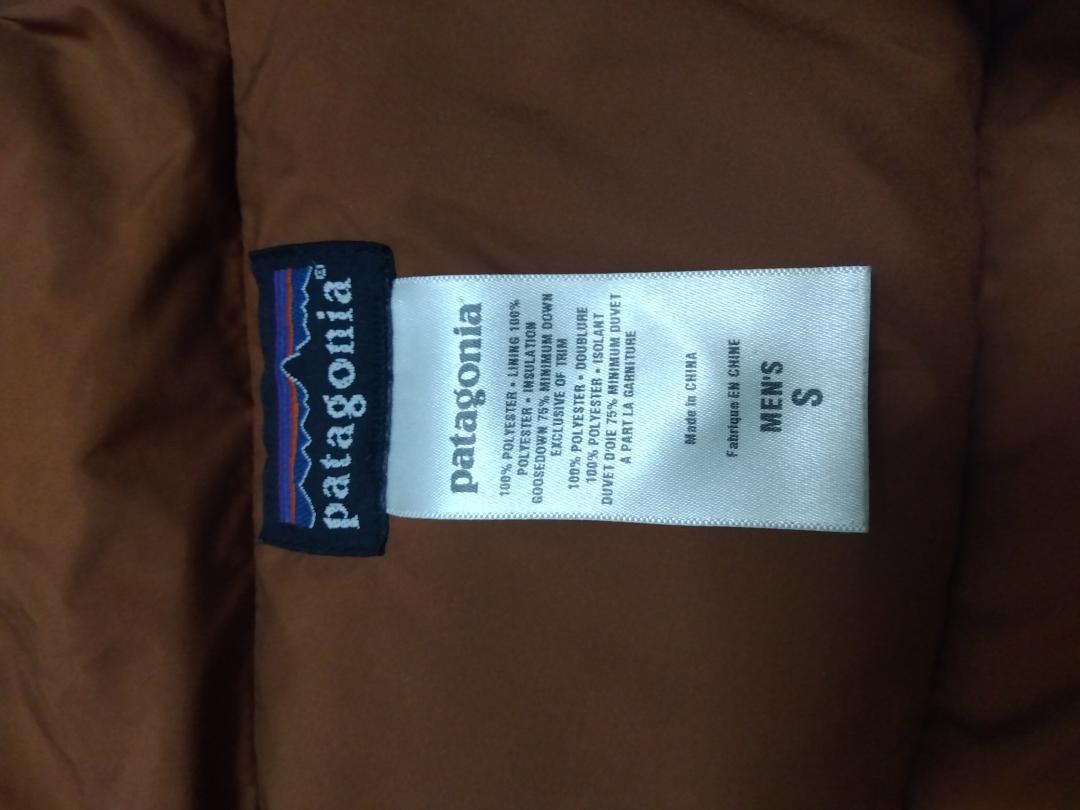 patagonia®
patagonia
100% POLYESTER • LINING 100%
POLYESTER • INSULATION
GOOSEDOWN 75% MINIMUM DOWN
EXCLUSIVE OF TRIM
100% POLYESTER • DOUBLURE
100% POLYESTER • ISOLANT
DUVET D'OIE 75% MINIMUM DUVET
A PART LA GARNITURE
Made in CHINA
Fabriqué EN CHINE
MEN'S
S